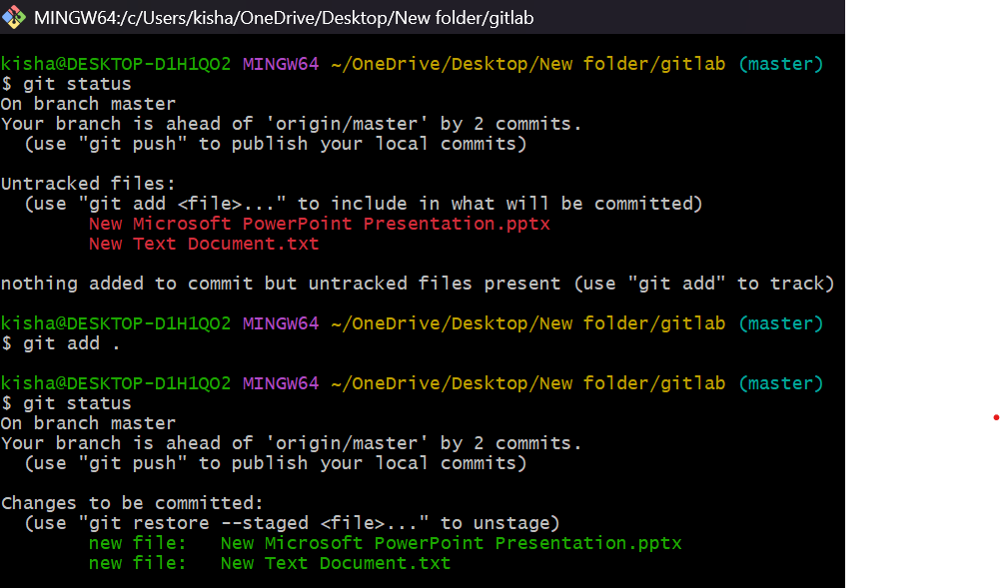 MINGW64:/c/Users/kisha/OneDrive/Desktop/New folder/gitlab
kisha@DESKTOP-D1H1QO2 MINGW64 ~/OneDrive/Desktop/New folder/gitlab (master)
$ git status
On branch master
Your branch is ahead of 'origin/master' by 2 commits.
  (use "git push" to publish your local commits)
Untracked files:
  (use "git add <file>..." to include in what will be committed)
        New Microsoft PowerPoint Presentation.pptx
        New Text Document.txt
nothing added to commit but untracked files present (use "git add" to track)
kisha@DESKTOP-D1H1QO2 MINGW64 ~/OneDrive/Desktop/New folder/gitlab (master)
$ git add .
kisha@DESKTOP-D1H1QO2 MINGW64 ~/OneDrive/Desktop/New folder/gitlab (master)
$ git status
On branch master
Your branch is ahead of 'origin/master' by 2 commits.
  (use "git push" to publish your local commits)
Changes to be committed:
  (use "git restore --staged <file>..." to unstage)
        new file:   New Microsoft PowerPoint Presentation.pptx
        new file:   New Text Document.txt